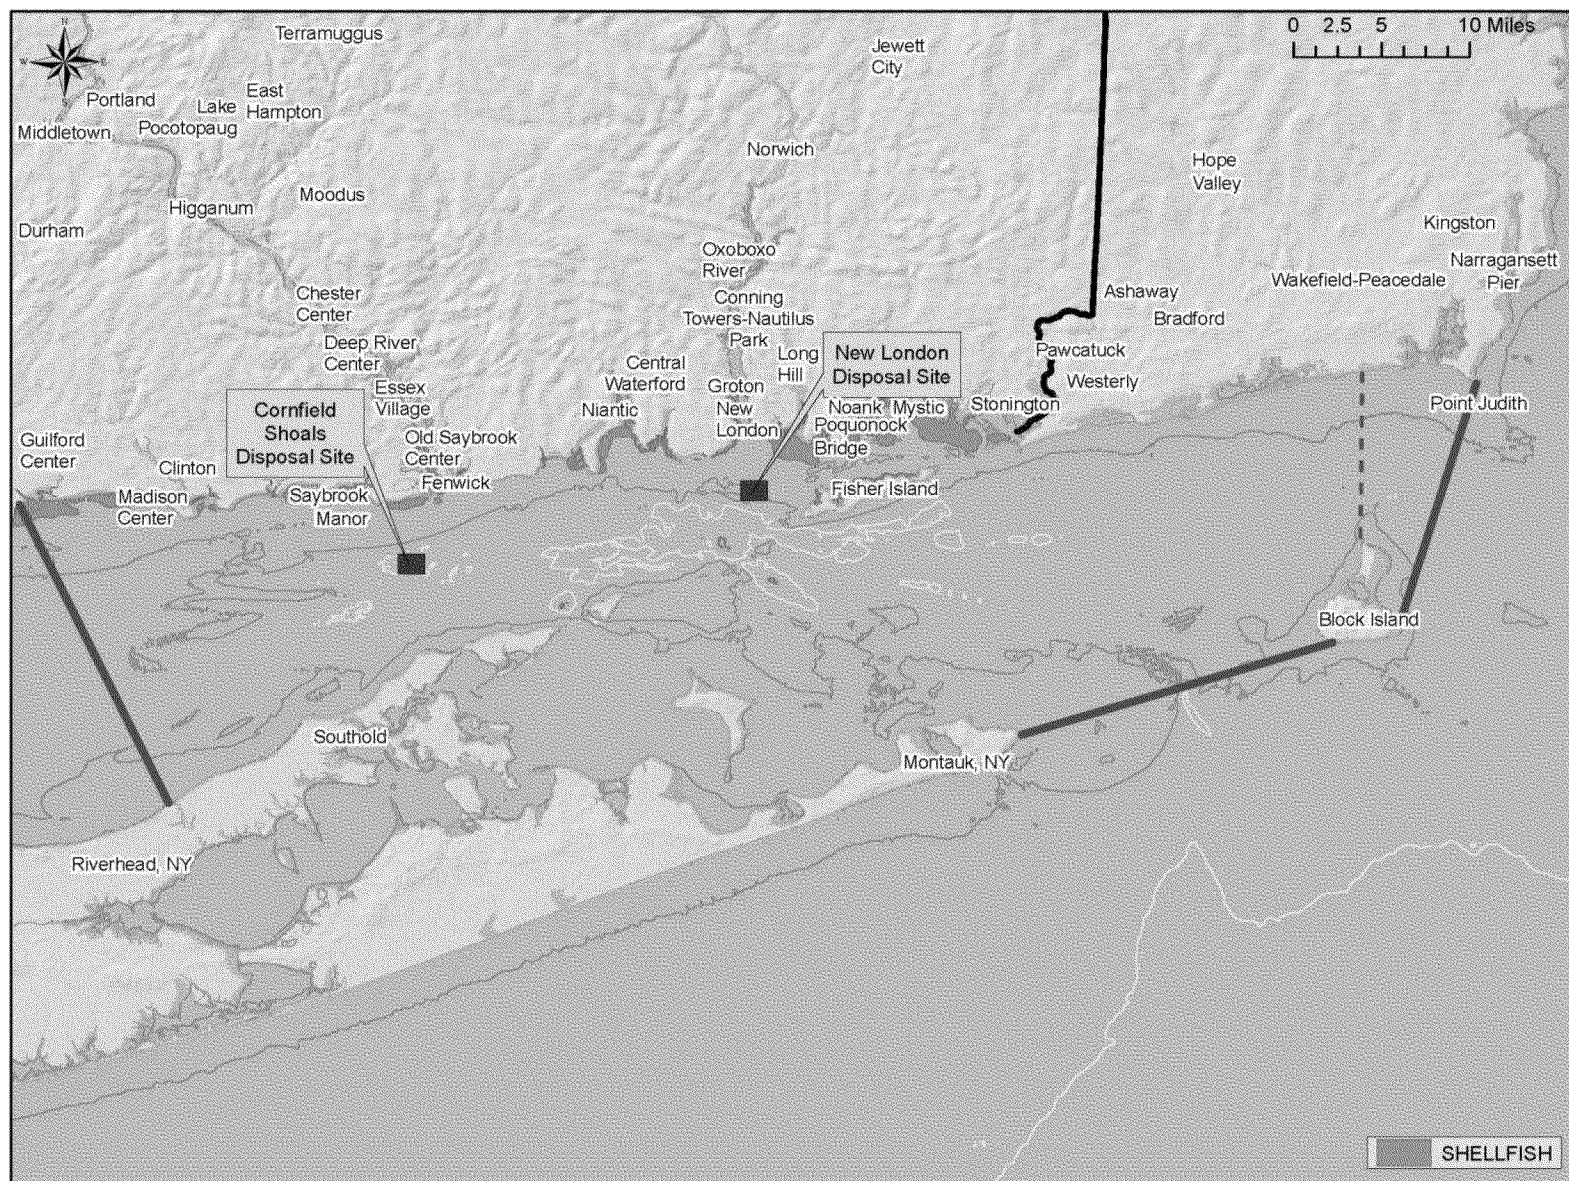 N
W
E
S
0 2.5 5 10 Miles
Terramuggus
Jewett
City
Portland
Lake
Pocotopaug
East
Hampton
Middletown
Norwich
Hope
Valley
Moodus
Higganum
Durham
Kingston
Oxoboxo
River
Narragansett
Pier
Wakefield-Peacedale
Ashaway
Bradford
Chester
Center
Conning
Towers-Nautilus
Park
Deep River
Center
Long
Hill
New London
Disposal Site
Pawcatuck
Westerly
Central
Waterford
Essex
Village
Groton
New
London
Niantic
Noank
Mystic
Stonington
Point Judith
Poquonock
Bridge
Cornfield
Shoals
Disposal Site
Guilford
Center
Old Saybrook
Center
Clinton
Fenwick
Fisher Island
Madison
Center
Saybrook
Manor
Block Island
Southold
Montauk, NY
Riverhead, NY
SHELLFISH